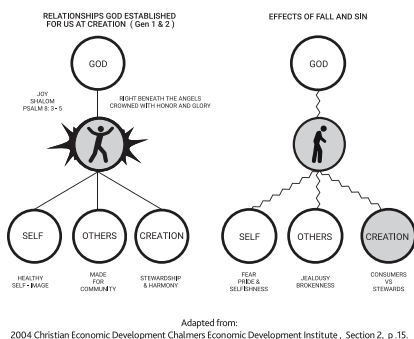 RELATIONSHIPS GOD ESTABLISHED
FOR US AT CREATION ( Gen 1 & 2 )
GOD
JOY
SHALOM
PSALM 8: 3 - 5
RIGHT BENEATH THE ANGELS
CROWNED WITH HONOR AND GLORY
SELF
OTHERS
CREATION
HEALTHY
SELF - IMAGE
MADE
FOR
COMMUNITY
STEWARDSHIP
& HARMONY
EFFECTS OF FALL AND SIN
GOD
SELF
OTHERS
CREATION
FEAR
PRIDE &
SELFISHNESS
JEALOUSY
BROKENNESS
CONSUMERS
VS
STEWARDS
Adapted from:
2004 Christian Economic Development Chalmers Economic Development Institute , Section 2, p .15.